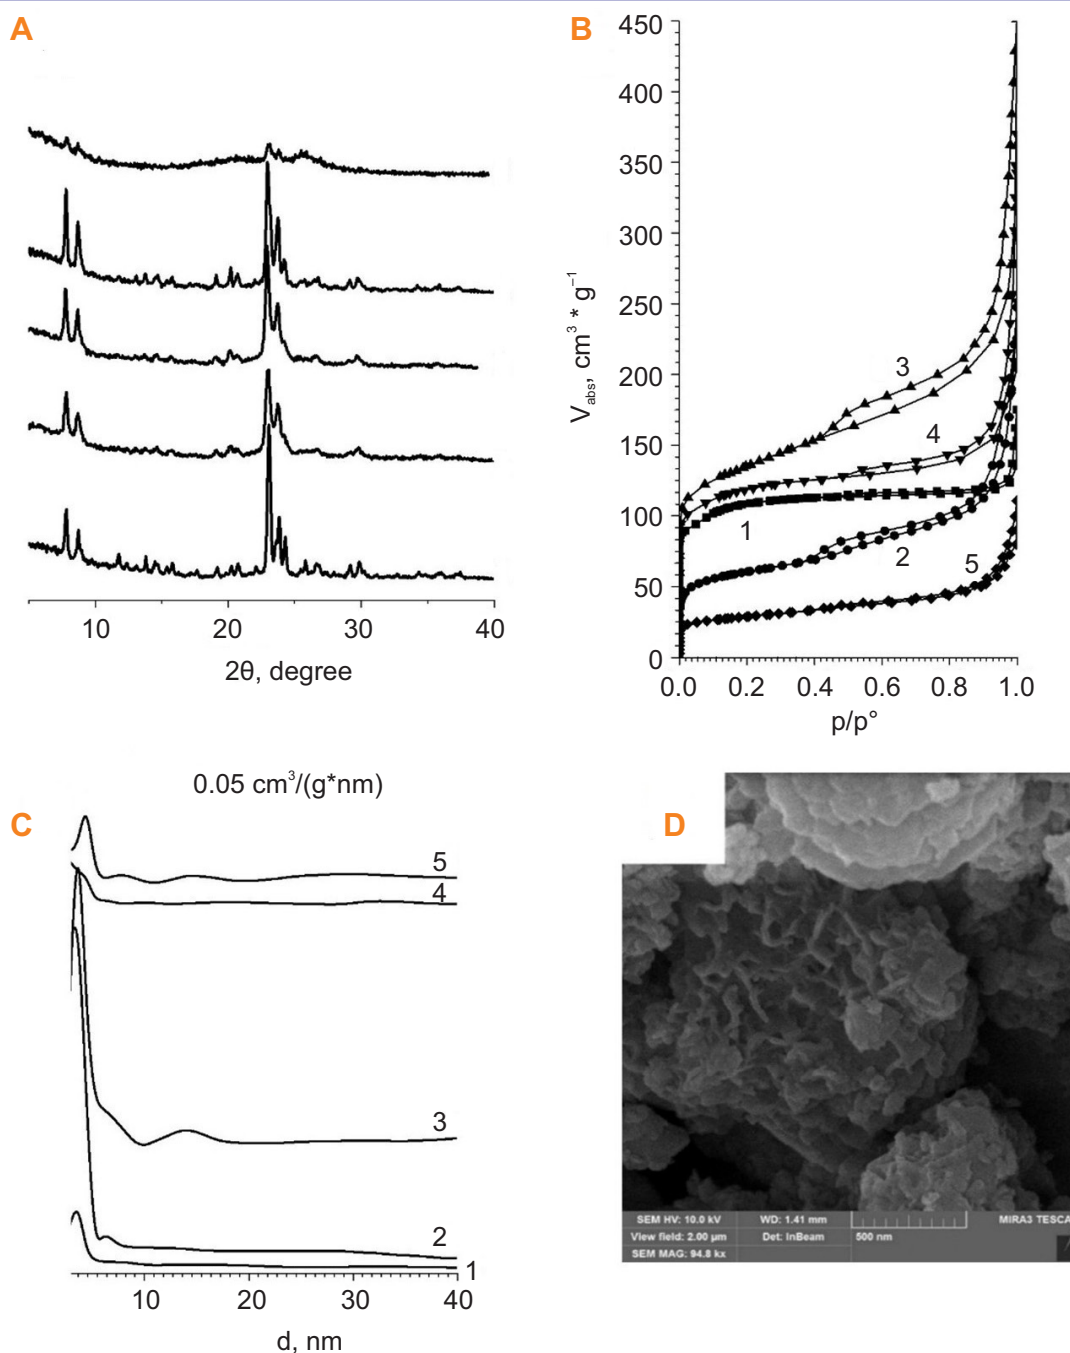 A
10
20
30
40
2θ, degree
B
450
400
350
300
250
200
150
100
50
0
V_abs, cm³ * g⁻¹
3
4
1
2
5
0.0 0.2 0.4 0.6 0.8 1.0
p/p°
C
0.05 cm³/(g*nm)
5
4
3
2
1
10 20 30 40
d, nm
D
SEM HV: 10.0 kV WD: 1.41 mm MIRA3 TESCA
View field: 2.00 µm Det: InBeam 500 nm
SEM MAG: 94.8 kx